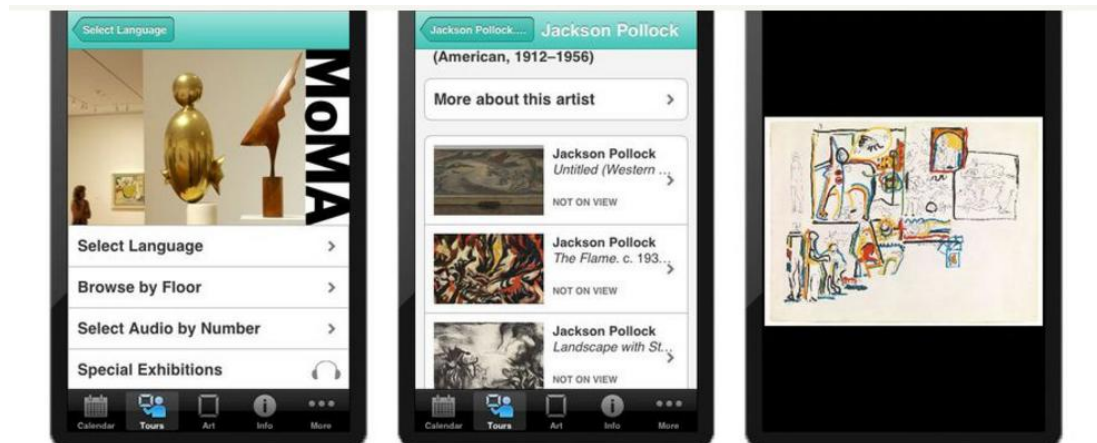 Select Language
MoMA
Select Language
Browse by Floor
Select Audio by Number
Special Exhibitions
Calendar
Tours
Art
Info
More
Jackson Pollock....
Jackson Pollock
(American, 1912–1956)
More about this artist
Jackson Pollock
Untitled (Western ...
NOT ON VIEW
Jackson Pollock
The Flame. c. 193...
NOT ON VIEW
Jackson Pollock
Landscape with St...
NOT ON VIEW
Calendar
Tours
Art
Info
More